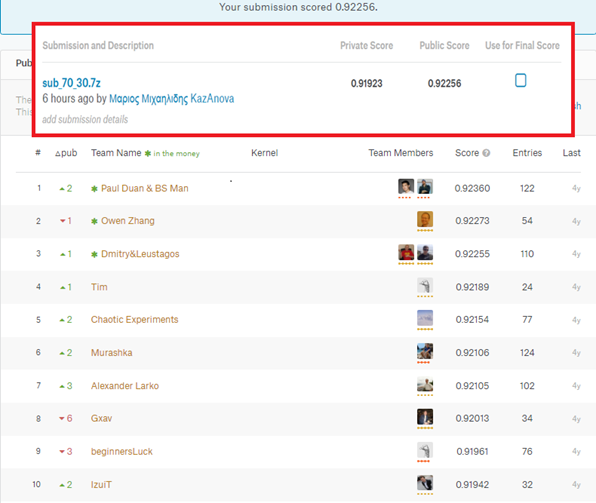 Your submission scored 0.92256.
Submission and Description Private Score Public Score Use for Final Score
sub_70_30.7z 0.91923 0.92256
6 hours ago by Μαριος Μιχαηλιδης KazAnova
add submission details
# △pub Team Name * in the money Kernel Team Members Score Entries Last
1 ▲2 * Paul Duan & BS Man 0.92360 122 4y
2 ▼1 * Owen Zhang 0.92273 54 4y
3 ▲1 * Dmitry&Leustagos 0.92255 110 4y
4 ▲1 Tim 0.92189 24 4y
5 ▲2 Chaotic Experiments 0.92154 77 4y
6 ▲2 Murashka 0.92106 124 4y
7 ▲3 Alexander Larko 0.92105 102 4y
8 ▼6 Gxav 0.92013 34 4y
9 ▼3 beginnersLuck 0.91961 76 4y
10 ▲2 IzuiT 0.91942 32 4y